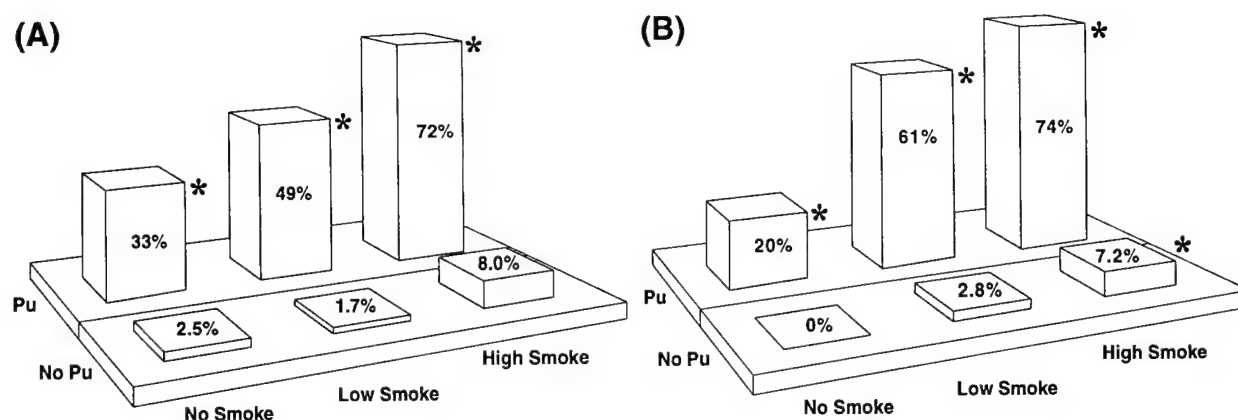 (A)
*
72%
*
49%
*
33%
8.0%
1.7%
2.5%
Pu
No Pu
High Smoke
Low Smoke
No Smoke
(B)
*
74%
*
61%
*
20%
7.2%
*
2.8%
0%
Pu
No Pu
High Smoke
Low Smoke
No Smoke